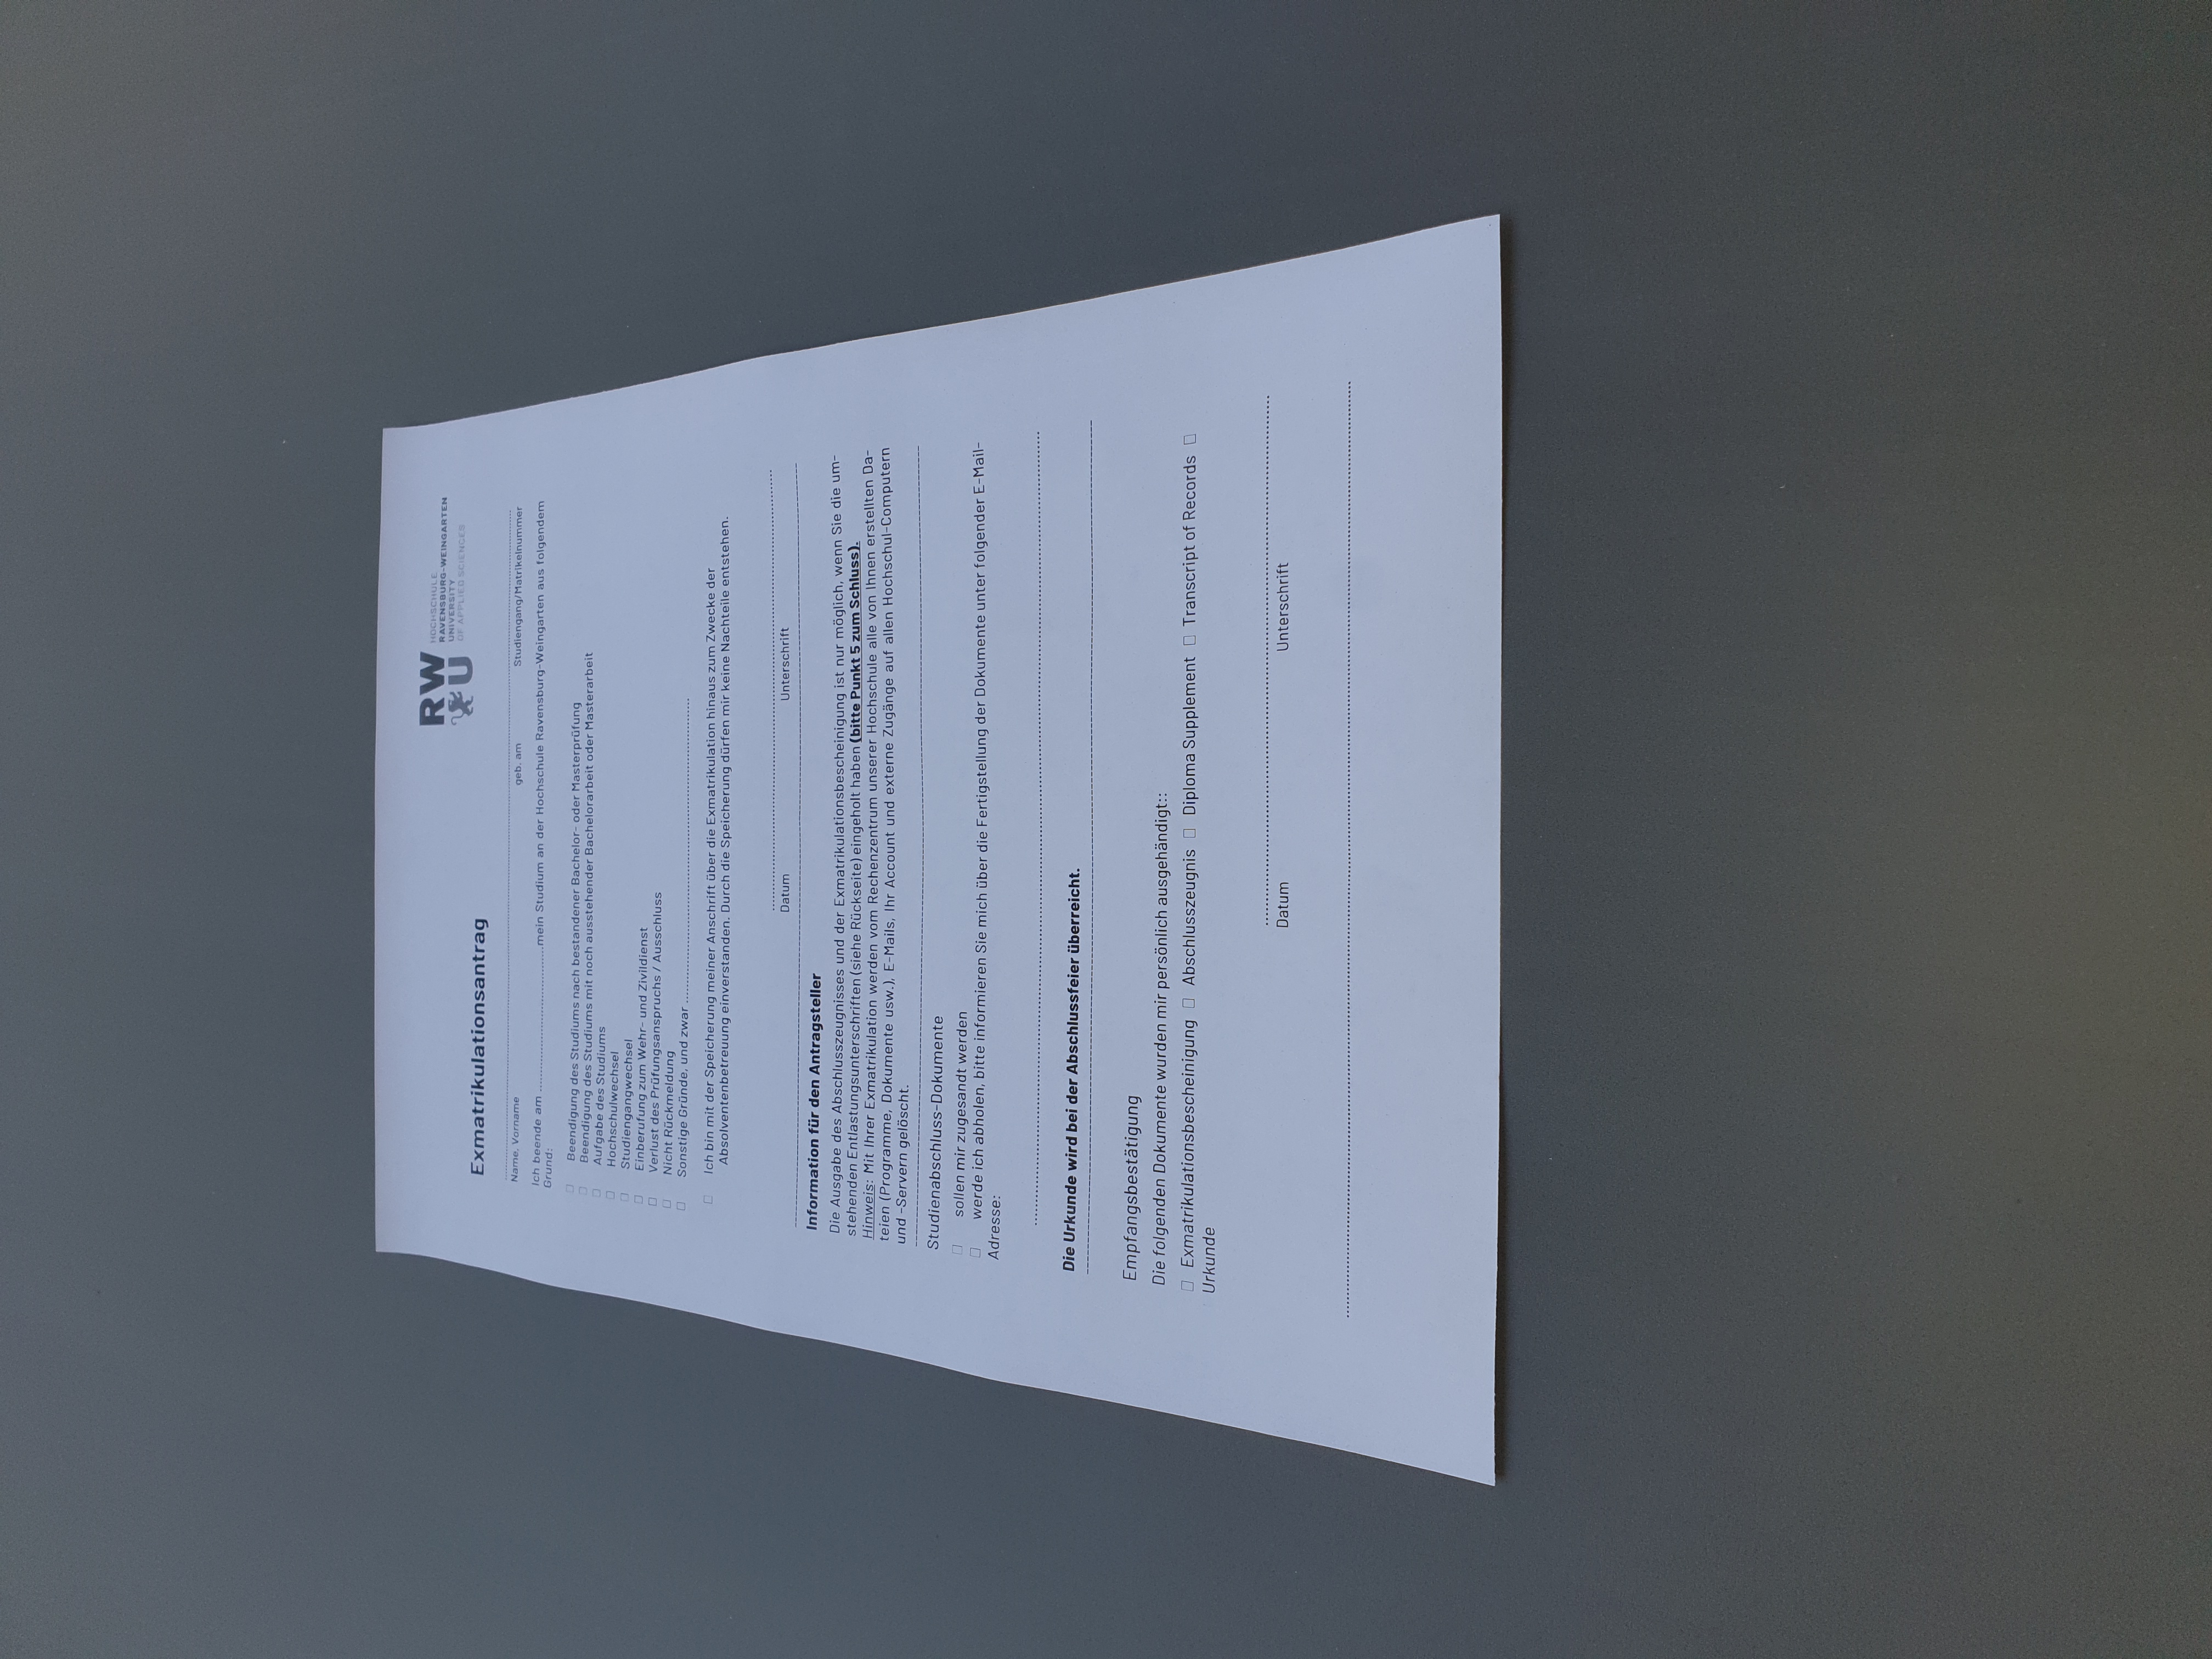 RW
U
HOCHSCHULE
RAVENSBURG-WEINGARTEN
UNIVERSITY
OF APPLIED SCIENCES
Exmatrikulationsantrag
Name, Vorname geb. am Studiengang/Matrikelnummer
Ich beende am ................................mein Studium an der Hochschule Ravensburg-Weingarten aus folgendem
Grund:
Beendigung des Studiums nach bestandener Bachelor- oder Masterprüfung
Beendigung des Studiums mit noch ausstehender Bachelorarbeit oder Masterarbeit
Aufgabe des Studiums
Hochschulwechsel
Studiengangwechsel
Einberufung zum Wehr- und Zivildienst
Verlust des Prüfungsanspruchs / Ausschluss
Nicht Rückmeldung
Sonstige Gründe, und zwar ................................................................
Ich bin mit der Speicherung meiner Anschrift über die Exmatrikulation hinaus zum Zwecke der
Absolventenbetreuung einverstanden. Durch die Speicherung dürfen mir keine Nachteile entstehen.
Datum Unterschrift
Information für den Antragsteller
Die Ausgabe des Abschlusszeugnisses und der Exmatrikulationsbescheinigung ist nur möglich, wenn Sie die um-
stehenden Entlastungsunterschriften (siehe Rückseite) eingeholt haben (bitte Punkt 5 zum Schluss).
Hinweis: Mit Ihrer Exmatrikulation werden vom Rechenzentrum unserer Hochschule alle von Ihnen erstellten Da-
teien (Programme, Dokumente usw.), E-Mails, Ihr Account und externe Zugänge auf allen Hochschul-Computern
und -Servern gelöscht.
Studienabschluss-Dokumente
sollen mir zugesandt werden
werde ich abholen, bitte informieren Sie mich über die Fertigstellung der Dokumente unter folgender E-Mail-
Adresse:
Die Urkunde wird bei der Abschlussfeier überreicht.
Empfangsbestätigung
Die folgenden Dokumente wurden mir persönlich ausgehändigt::
Exmatrikulationsbescheinigung Abschlusszeugnis Diploma Supplement Transcript of Records
Urkunde
Datum Unterschrift